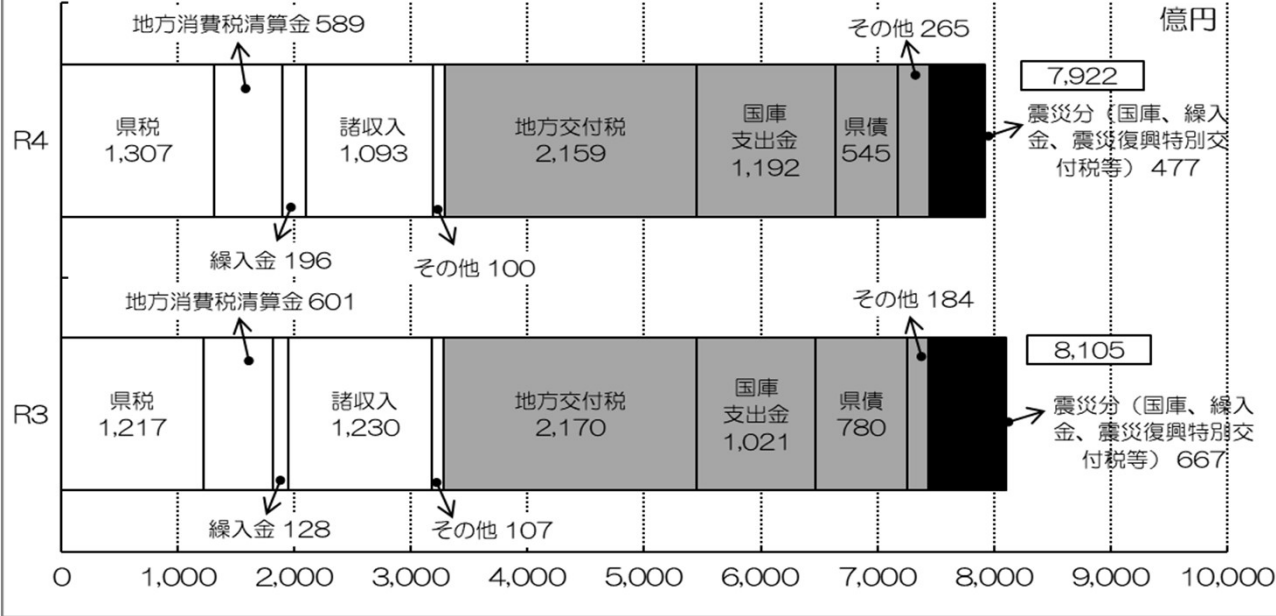 億円
地方消費税清算金 589
その他 265
7,922
R4
県税
1,307
諸収入
1,093
地方交付税
2,159
国庫
支出金
1,192
県債
545
震災分（国庫、繰入
金、震災復興特別交
付税等） 477
繰入金 196
その他 100
地方消費税清算金 601
その他 184
8,105
R3
県税
1,217
諸収入
1,230
地方交付税
2,170
国庫
支出金
1,021
県債
780
震災分（国庫、繰入
金、震災復興特別交
付税等） 667
繰入金 128
その他 107
0 1,000 2,000 3,000 4,000 5,000 6,000 7,000 8,000 9,000 10,000